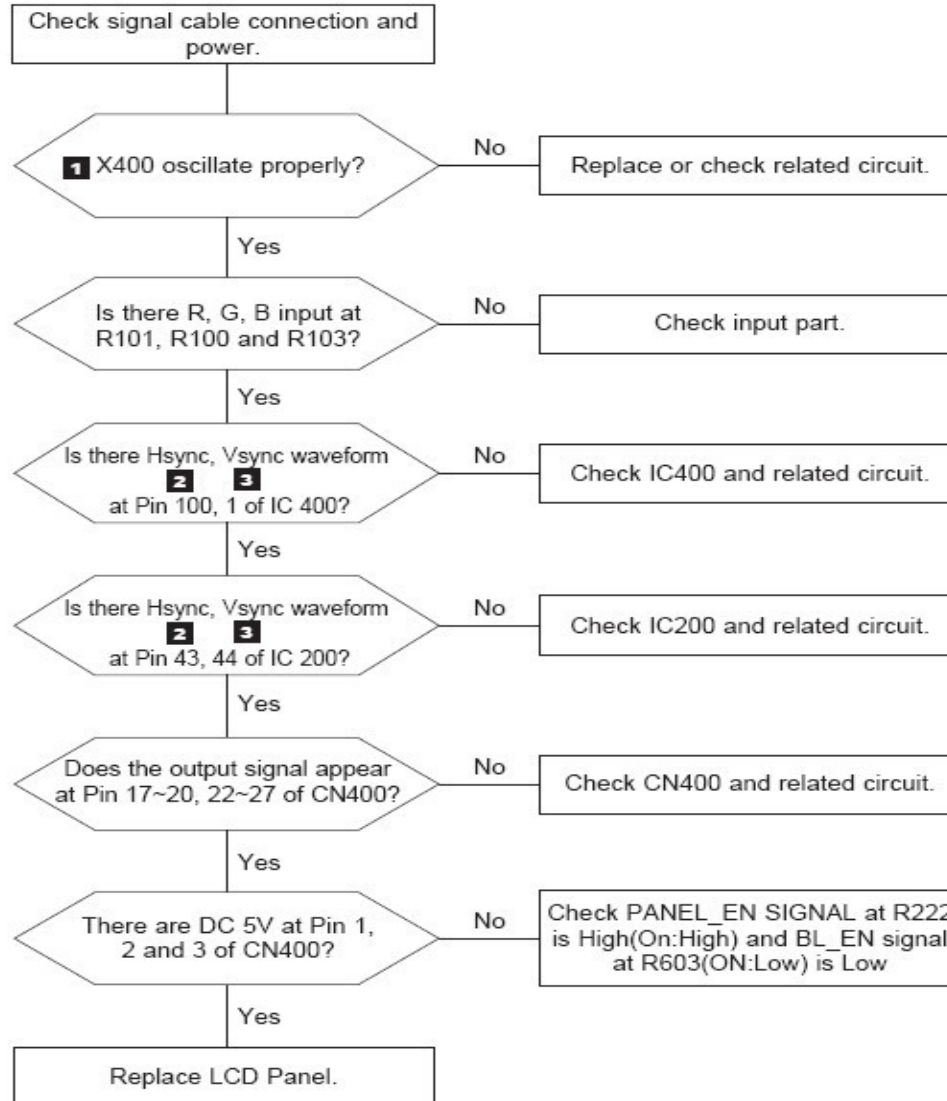 Check signal cable connection and
power.
1 X400 oscillate properly?
No
Replace or check related circuit.
Yes
Is there R, G, B input at
R101, R100 and R103?
No
Check input part.
Yes
Is there Hsync, Vsync waveform
2 3
at Pin 100, 1 of IC 400?
No
Check IC400 and related circuit.
Yes
Is there Hsync, Vsync waveform
2 3
at Pin 43, 44 of IC 200?
No
Check IC200 and related circuit.
Yes
Does the output signal appear
at Pin 17~20, 22~27 of CN400?
No
Check CN400 and related circuit.
Yes
There are DC 5V at Pin 1,
2 and 3 of CN400?
No
Check PANEL_EN SIGNAL at R222
is High(On:High) and BL_EN signal
at R603(ON:Low) is Low
Yes
Replace LCD Panel.